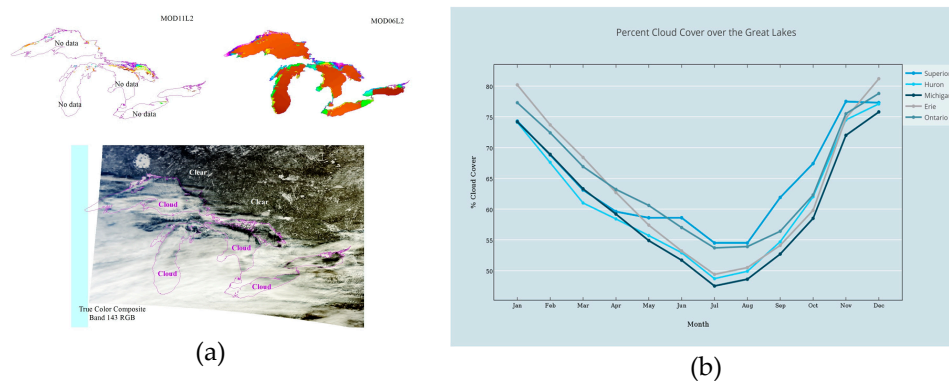 MOD11L2
MOD06L2
No data
No data
No data
No data
Clear
Clear
Cloud
Cloud
Cloud
Cloud
True Color Composite
Band 143 RGB
(a)
Percent Cloud Cover over the Great Lakes
Superior
Huron
Michigan
Erie
Ontario
80
75
70
65
60
55
50
% Cloud Cover
Jan Feb Mar Apr May Jun Jul Aug Sep Oct Nov Dec
Month
(b)